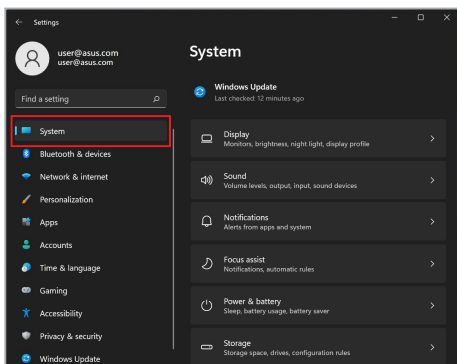 Settings
user@asus.com
user@asus.com
Find a setting
System
Bluetooth & devices
Network & internet
Personalization
Apps
Accounts
Time & language
Gaming
Accessibility
Privacy & security
Windows Update
System
Windows Update
Last checked: 12 minutes ago
Display
Monitors, brightness, night light, display profile
Sound
Volume levels, output, input, sound devices
Notifications
Alerts from apps and system
Focus assist
Notifications, automatic rules
Power & battery
Sleep, battery usage, battery saver
Storage
Storage space, drives, configuration rules